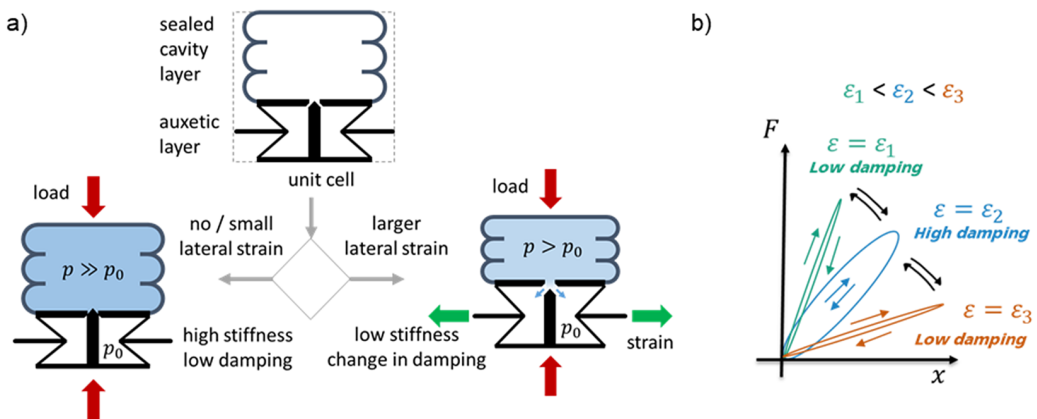 a)
sealed
cavity
layer
auxetic
layer
unit cell
load
no / small
lateral strain
larger
lateral strain
load
p ≫ p₀
p > p₀
p₀
high stiffness
low damping
low stiffness
change in damping
p₀
strain
b)
ε₁ < ε₂ < ε₃
F
ε = ε₁
Low damping
ε = ε₂
High damping
ε = ε₃
Low damping
x